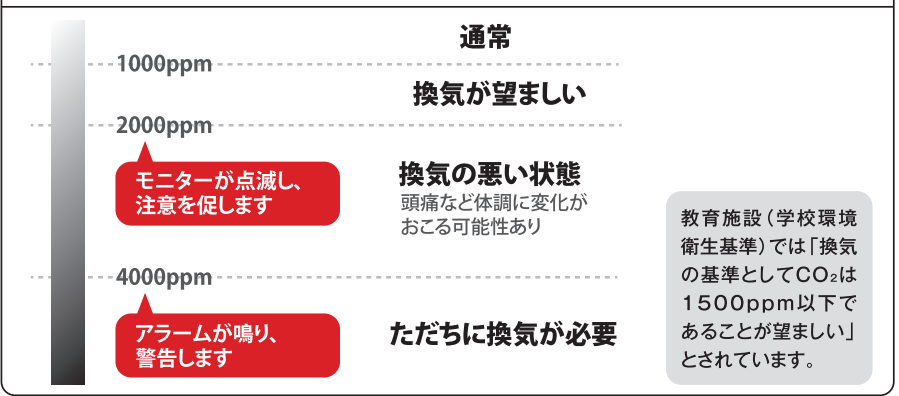 通常
1000ppm
換気が望ましい
2000ppm
モニターが点滅し、
注意を促します
換気の悪い状態
頭痛など体調に変化が
おこる可能性あり
4000ppm
アラームが鳴り、
警告します
ただちに換気が必要
教育施設（学校環境
衛生基準）では「換気
の基準としてCO₂は
1500ppm以下で
あることが望ましい」
とされています。